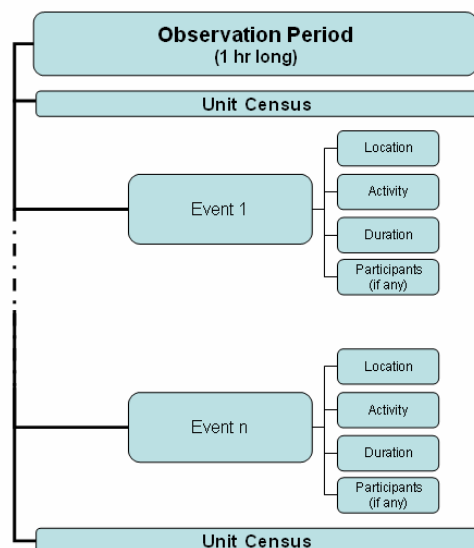 Observation Period
(1 hr long)
Unit Census
Location
Activity
Event 1
Duration
Participants
(if any)
Location
Activity
Event n
Duration
Participants
(if any)
Unit Census